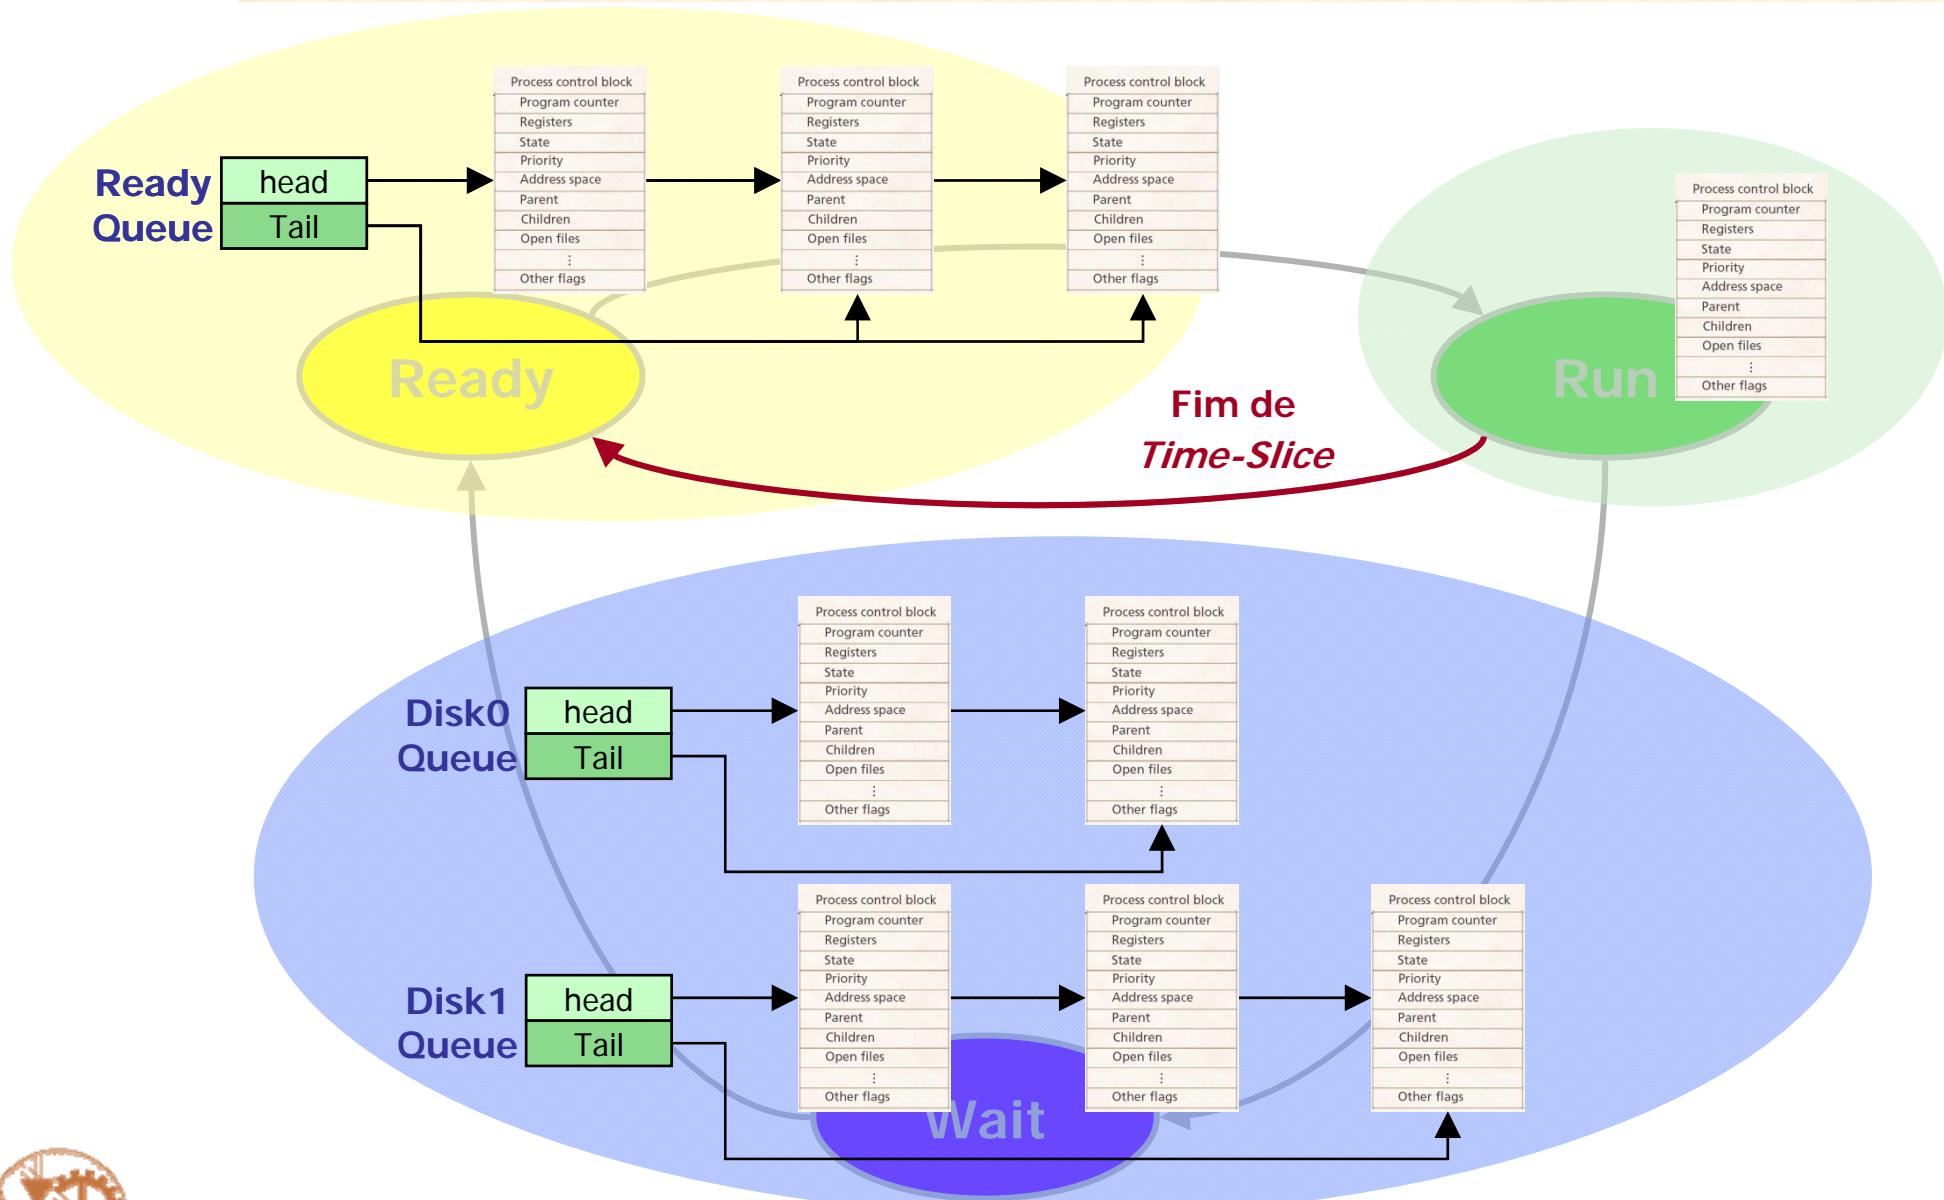 Process control block
Program counter
Registers
State
Priority
Address space
Parent
Children
Open files
⋮
Other flags
Process control block
Program counter
Registers
State
Priority
Address space
Parent
Children
Open files
⋮
Other flags
Process control block
Program counter
Registers
State
Priority
Address space
Parent
Children
Open files
⋮
Other flags
Ready
Queue
head
Tail
Process control block
Program counter
Registers
State
Priority
Address space
Parent
Children
Open files
⋮
Other flags
Ready
Run
Fim de
Time-Slice
Disk0
Queue
head
Tail
Process control block
Program counter
Registers
State
Priority
Address space
Parent
Children
Open files
⋮
Other flags
Process control block
Program counter
Registers
State
Priority
Address space
Parent
Children
Open files
⋮
Other flags
Disk1
Queue
head
Tail
Process control block
Program counter
Registers
State
Priority
Address space
Parent
Children
Open files
⋮
Other flags
Process control block
Program counter
Registers
State
Priority
Address space
Parent
Children
Open files
⋮
Other flags
Process control block
Program counter
Registers
State
Priority
Address space
Parent
Children
Open files
⋮
Other flags
Wait